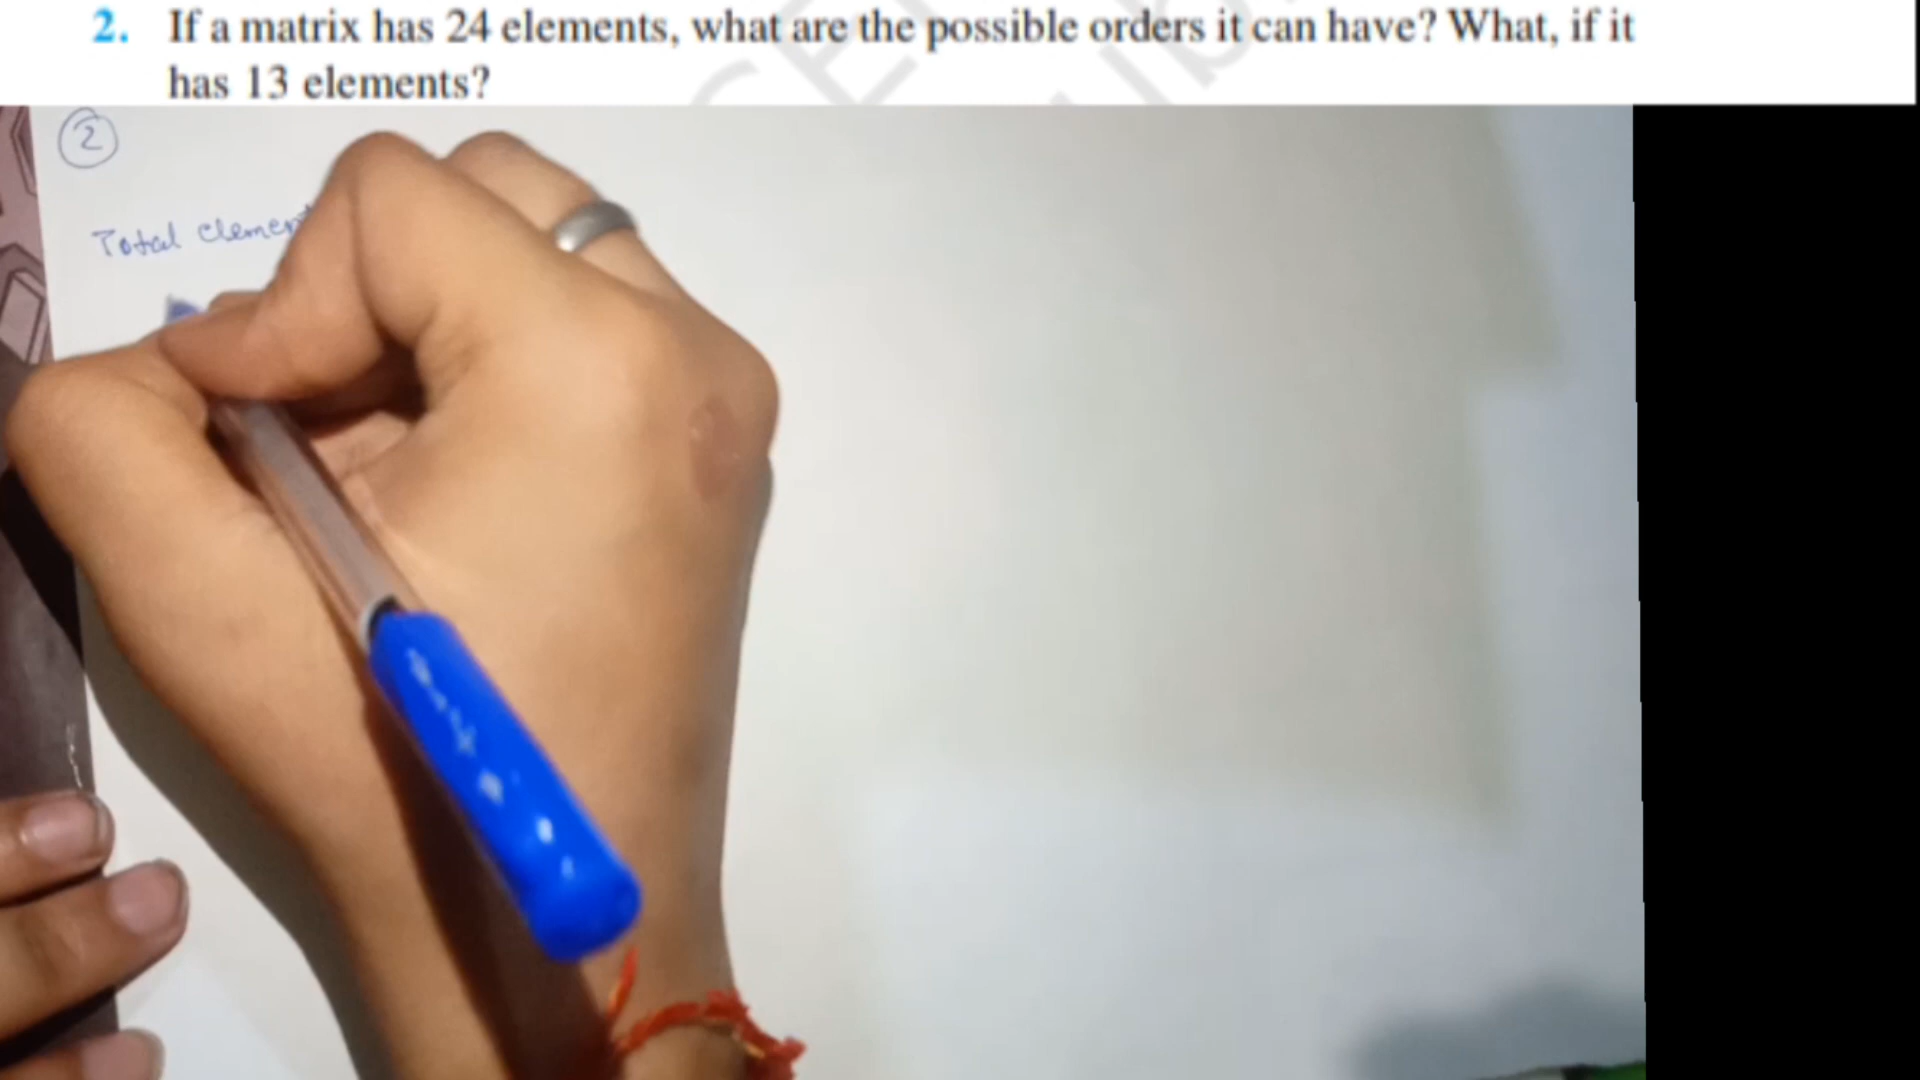 2. If a matrix has 24 elements, what are the possible orders it can have? What, if it
has 13 elements?
2
Total